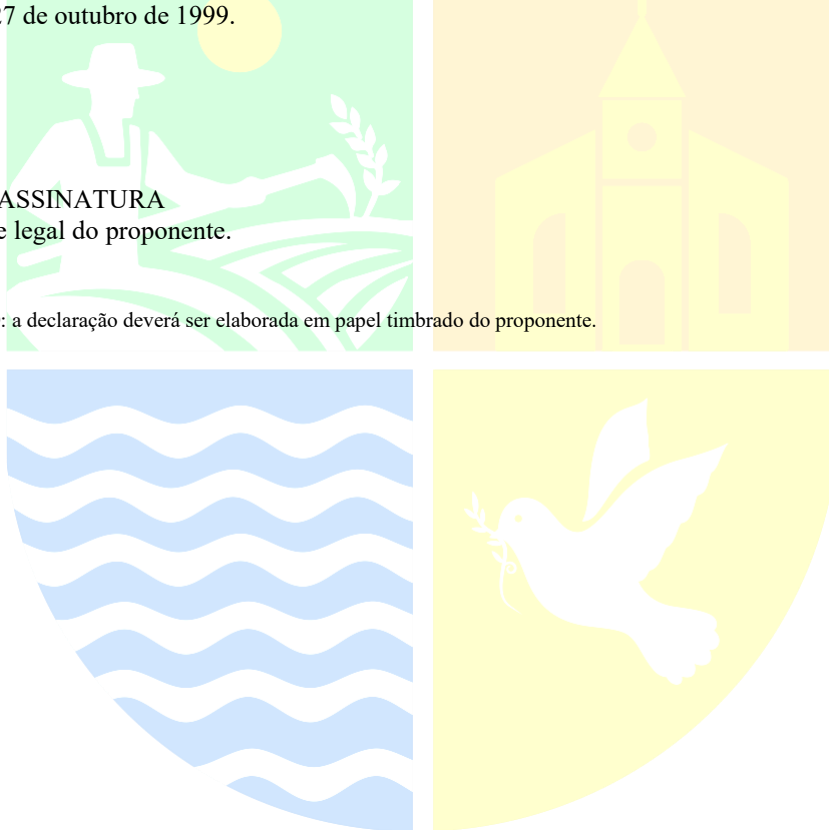 27 de outubro de 1999.
ASSINATURA
e legal do proponente.
: a declaração deverá ser elaborada em papel timbrado do proponente.